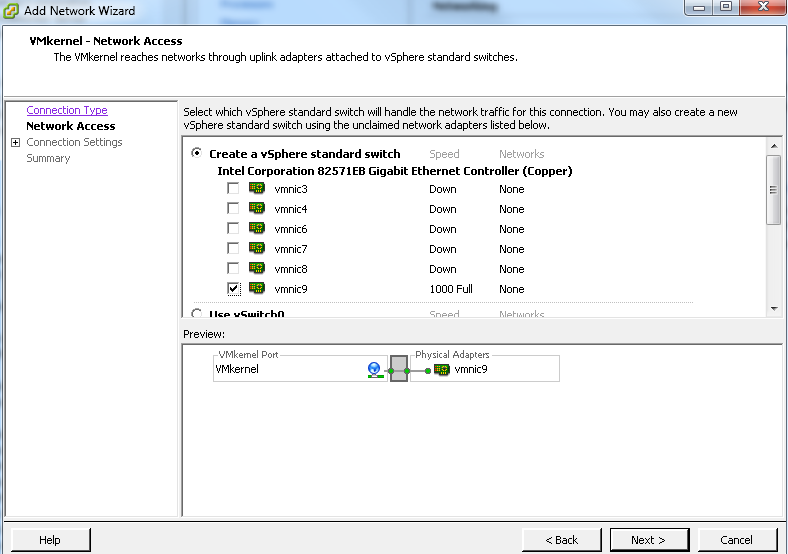 Add Network Wizard
VMkernel - Network Access
The VMkernel reaches networks through uplink adapters attached to vSphere standard switches.
Connection Type
Network Access
Connection Settings
Summary
Select which vSphere standard switch will handle the network traffic for this connection. You may also create a new
vSphere standard switch using the unclaimed network adapters listed below.
Create a vSphere standard switch Speed Networks
Intel Corporation 82571EB Gigabit Ethernet Controller (Copper)
vmnic3 Down None
vmnic4 Down None
vmnic6 Down None
vmnic7 Down None
vmnic8 Down None
vmnic9 1000 Full None
Use vSwitch0 Speed Networks
Preview:
VMkernel Port Physical Adapters
VMkernel vmnic9
Help < Back Next > Cancel